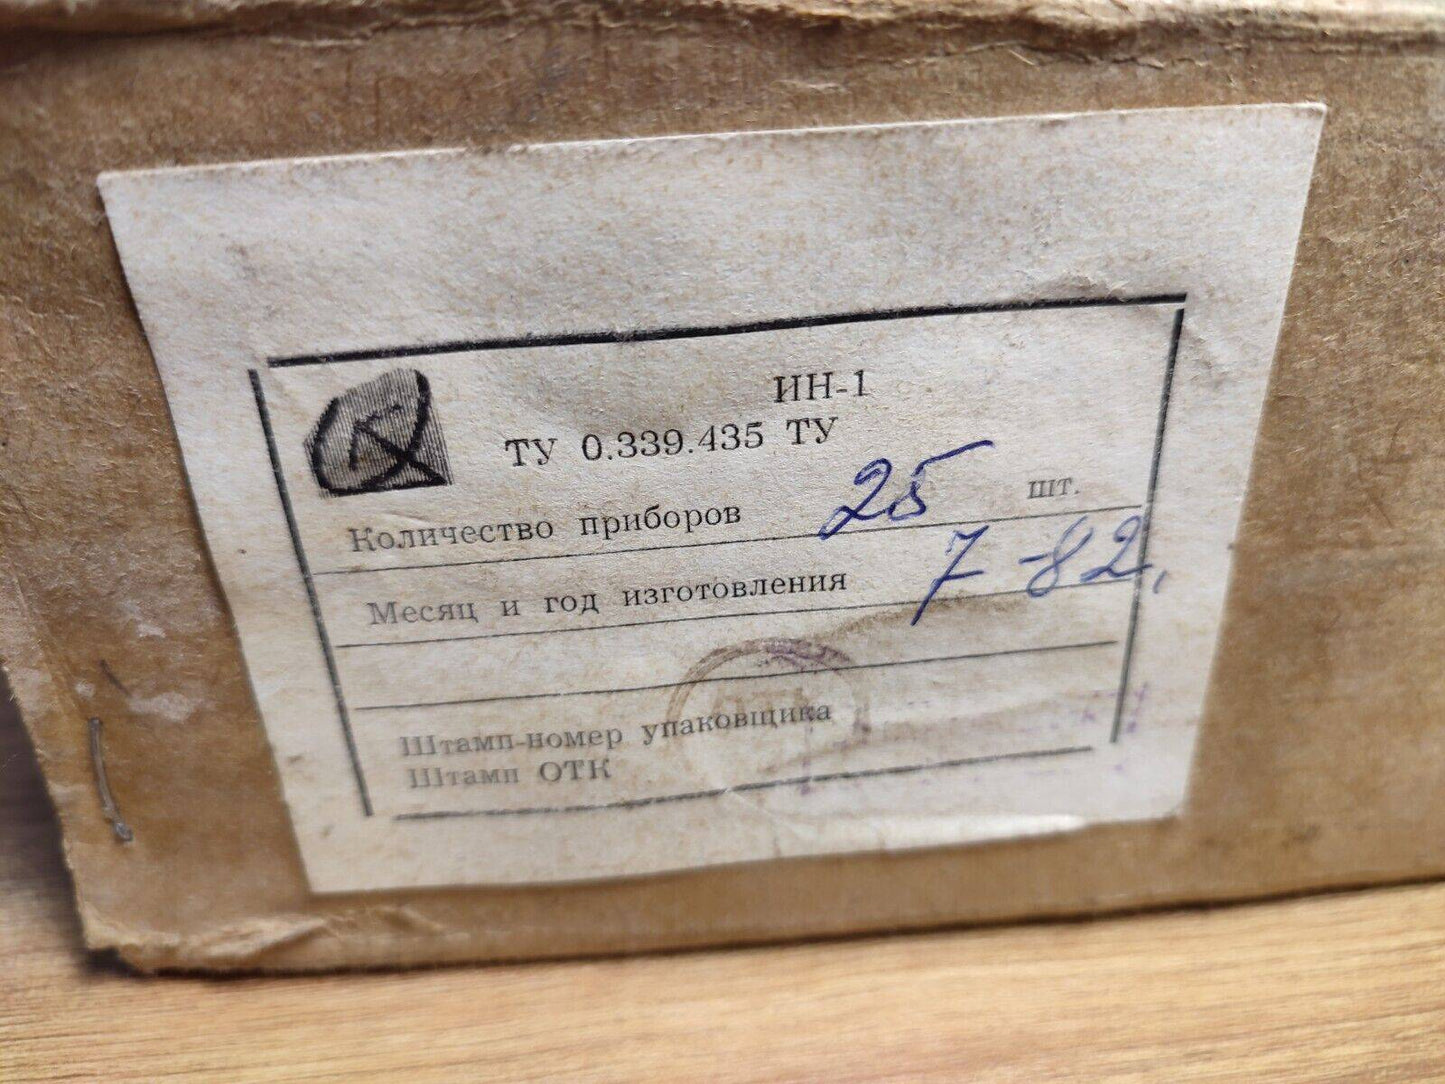 ИН-1
ТУ 0.339.435 ТУ
Количество приборов 25 шт.
Месяц и год изготовления 7-82,
Штамп-номер упаковщика
Штамп ОТК